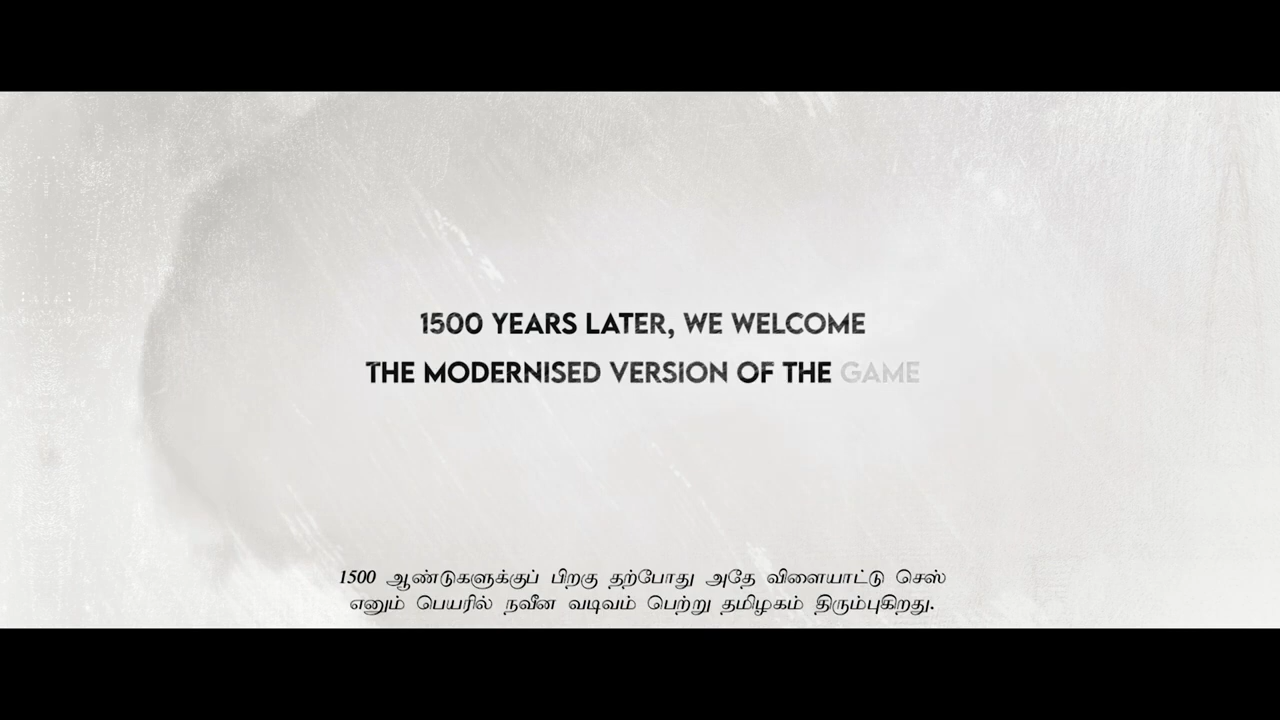 1500 YEARS LATER, WE WELCOME
THE MODERNISED VERSION OF THE GAME
1500 ஆண்டுகளுக்குப் பிறகு தற்போது அதே விளையாட்டு செஸ்
எனும் பெயரில் நவீன வடிவம் பெற்று தமிழகம் திரும்புகிறது.